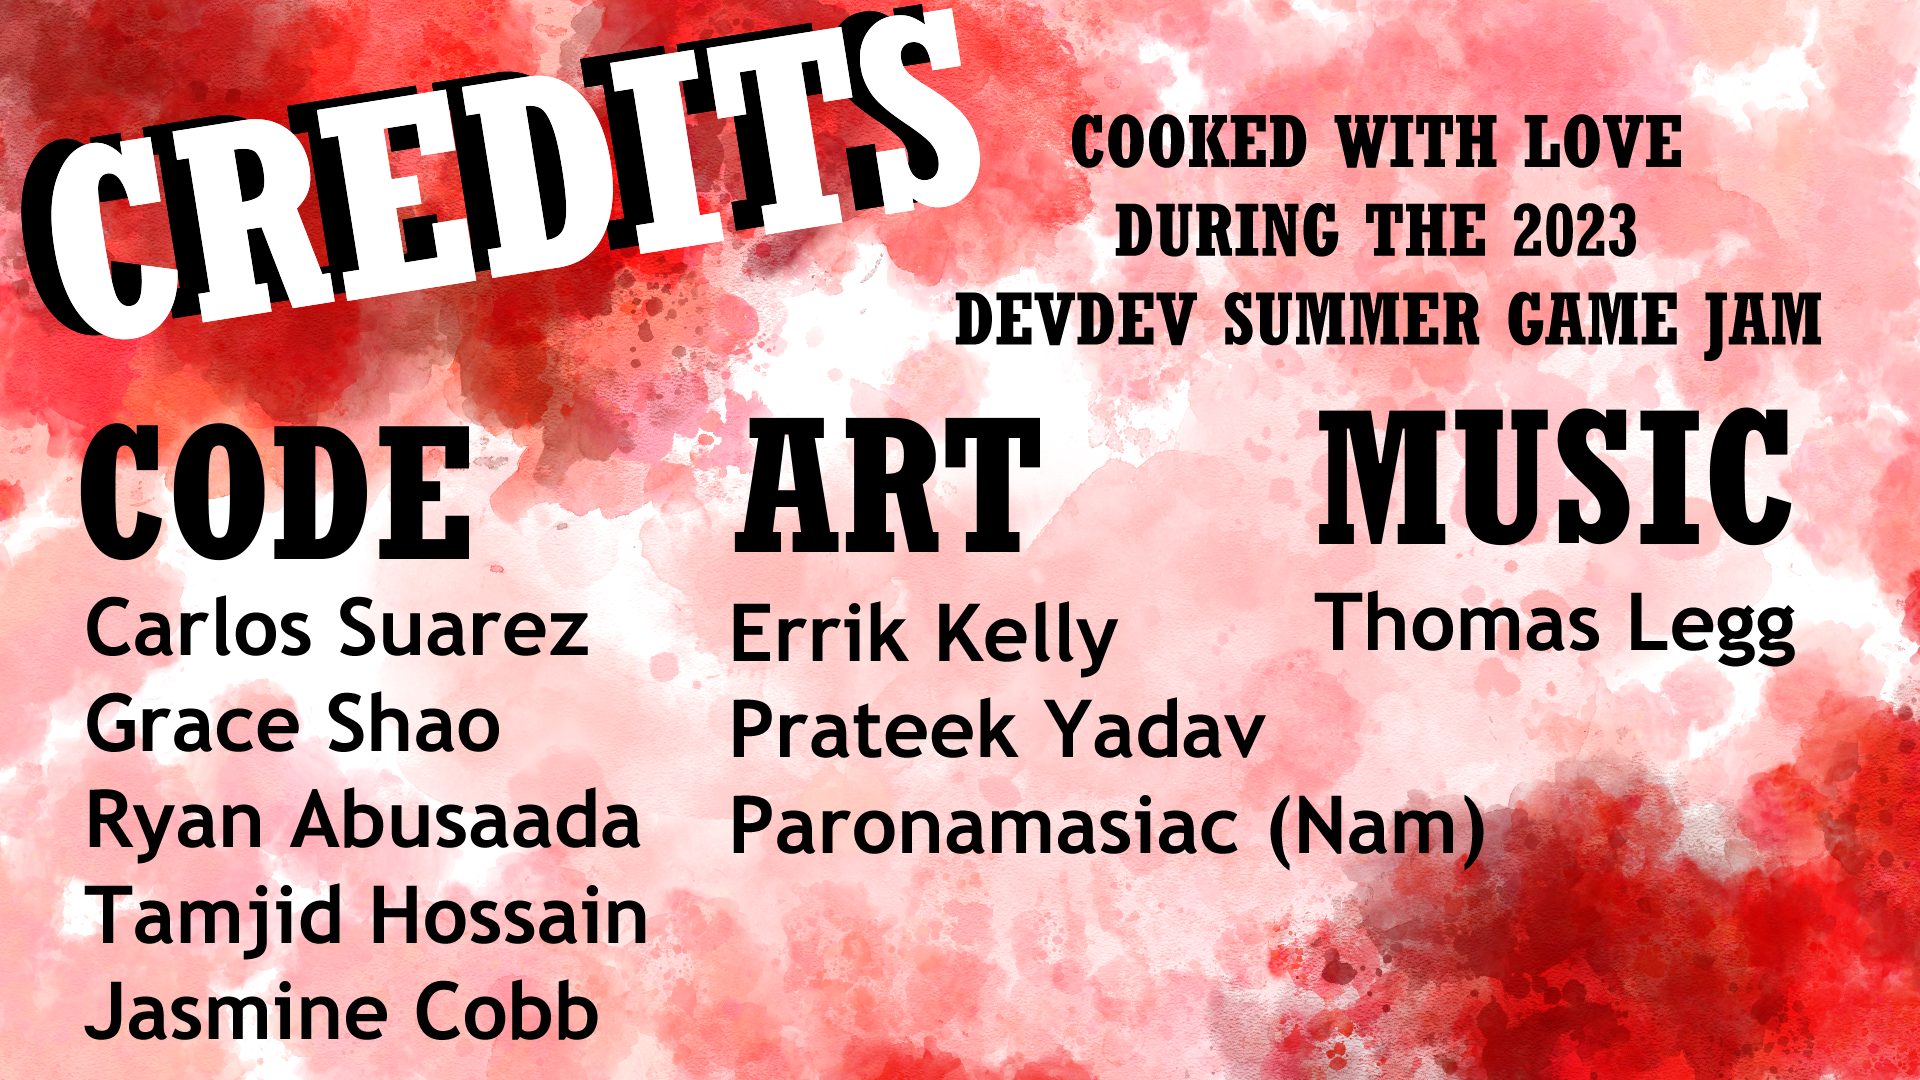 CREDITS
COOKED WITH LOVE
DURING THE 2023
DEVDEV SUMMER GAME JAM
CODE
Carlos Suarez
Grace Shao
Ryan Abusaada
Tamjid Hossain
Jasmine Cobb
ART
Errik Kelly
Prateek Yadav
Paronamasiac (Nam)
MUSIC
Thomas Legg